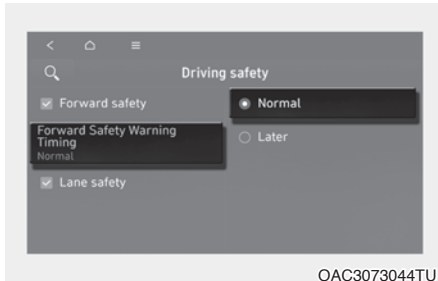 Driving safety
Forward safety
Normal
Forward Safety Warning
Timing
Normal
Later
Lane safety
OAC3073044TU